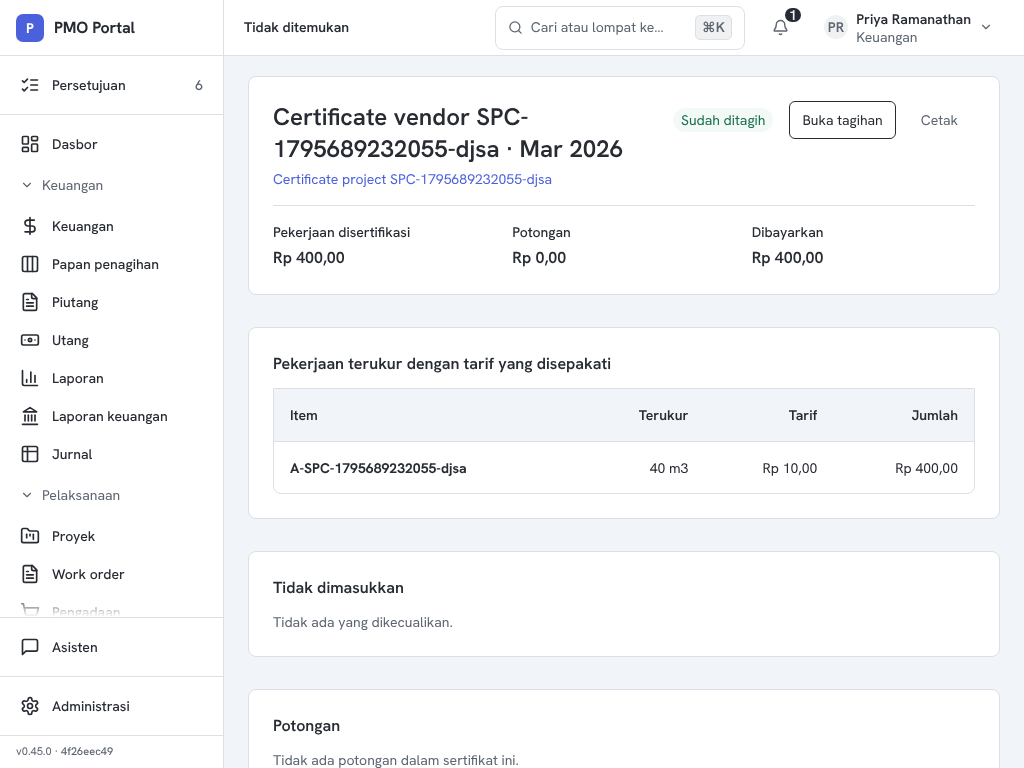 P PMO Portal
Tidak ditemukan
Cari atau lompat ke...
⌘K
1
PR
Priya Ramanathan
Keuangan
Persetujuan 6
Dasbor
Keuangan
Keuangan
Papan penagihan
Piutang
Utang
Laporan
Laporan keuangan
Jurnal
Pelaksanaan
Proyek
Work order
Pengadaan
Asisten
Administrasi
v0.45.0 · 4f26eec49
Certificate vendor SPC-
1795689232055-djsa · Mar 2026
Sudah ditagih
Buka tagihan
Cetak
Certificate project SPC-1795689232055-djsa
Pekerjaan disertifikasi Potongan Dibayarkan
Rp 400,00 Rp 0,00 Rp 400,00
Pekerjaan terukur dengan tarif yang disepakati
Item Terukur Tarif Jumlah
A-SPC-1795689232055-djsa 40 m3 Rp 10,00 Rp 400,00
Tidak dimasukkan
Tidak ada yang dikecualikan.
Potongan
Tidak ada potongan dalam sertifikat ini.